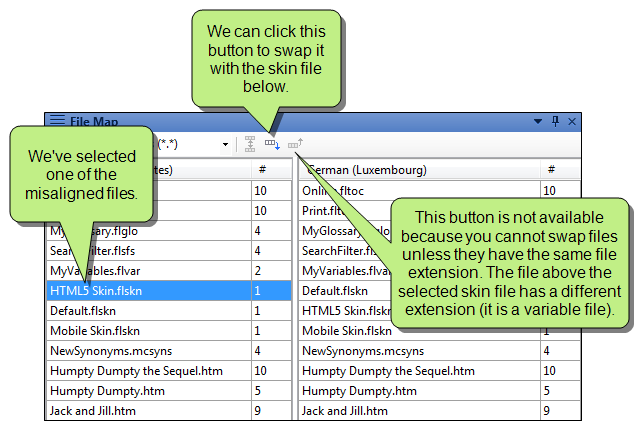 We can click this
button to swap it
with the skin file
below.
File Map
We've selected
one of the
misaligned files.
(*.*)
tes) # German (Luxembourg) #
10 Online.fltoc 10
10 Print.flto
MyGlossary.flglo 4 MyGlossary
SearchFilter.flsfs 4 SearchFilte
MyVariables.flvar 2 MyVariables
HTML5 Skin.flskn 1 Default.flskn
Default.flskn 1 HTML5 Skin
Mobile Skin.flskn 1 Mobile Skin.flskn 1
NewSynonyms.mcsyns 4 NewSynonyms.mcsyns 4
Humpty Dumpty the Sequel.htm 10 Humpty Dumpty the Sequel.htm 10
Humpty Dumpty.htm 5 Humpty Dumpty.htm 5
Jack and Jill.htm 9 Jack and Jill.htm 9
This button is not available
because you cannot swap files
unless they have the same file
extension. The file above the
selected skin file has a different
extension (it is a variable file).